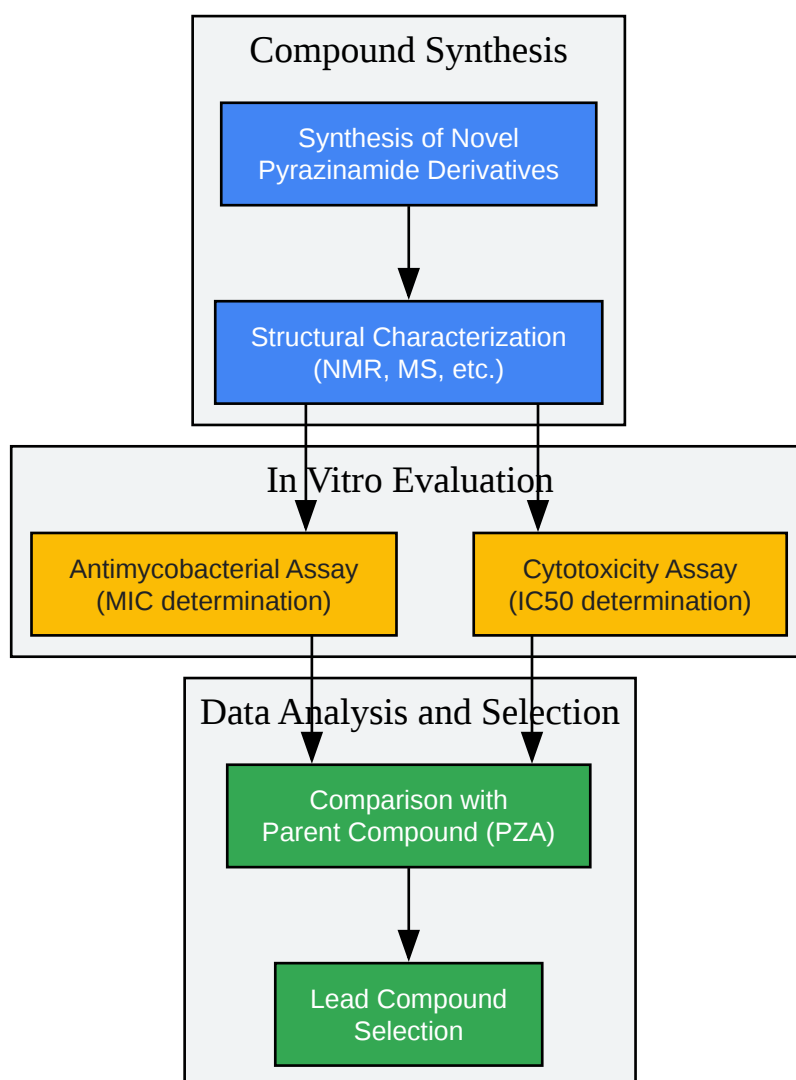 Compound Synthesis
Synthesis of Novel
Pyrazinamide Derivatives
Structural Characterization
(NMR, MS, etc.)
In Vitro Evaluation
Antimycobacterial Assay
(MIC determination)
Cytotoxicity Assay
(IC50 determination)
Data Analysis and Selection
Comparison with
Parent Compound (PZA)
Lead Compound
Selection